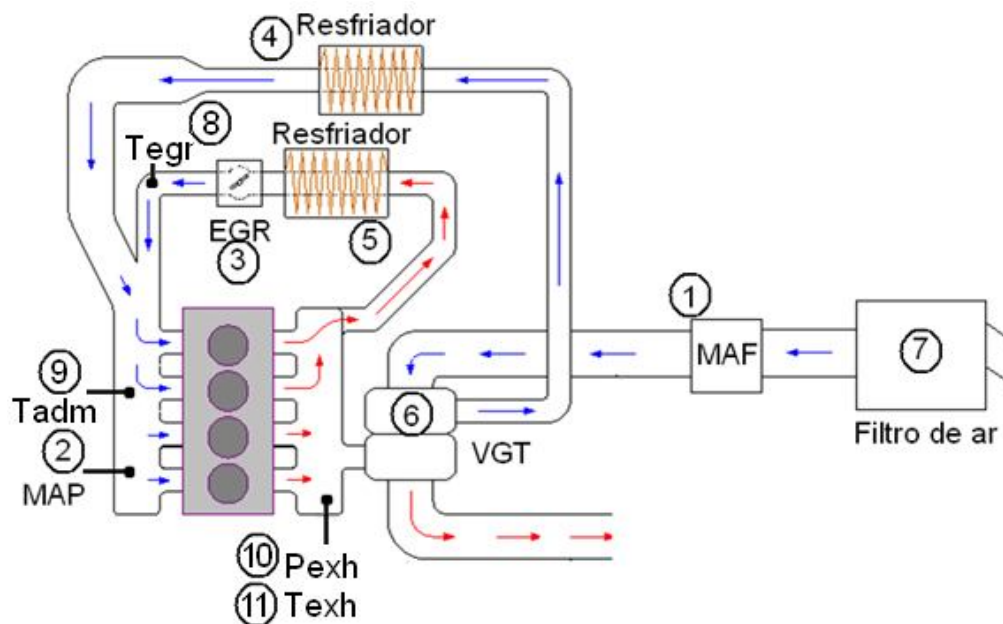 4 Resfriador
8 Resfriador
Tegr
EGR
3
5
1
MAF
7
9
Tadm
6
2
VGT
Filtro de ar
MAP
10 Pexh
11 Texh